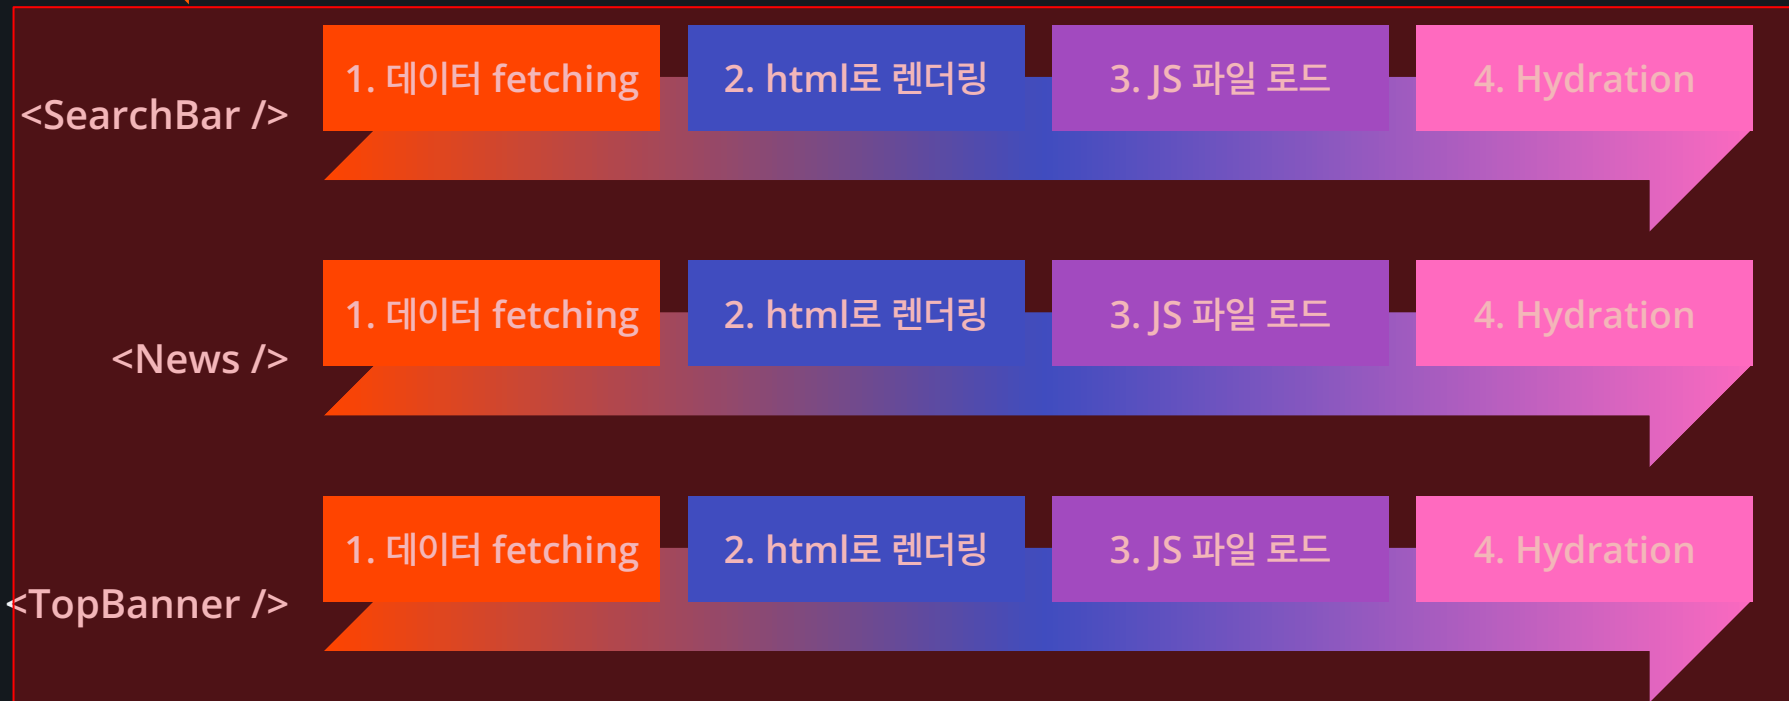 <SearchBar />
1. 데이터 fetching
2. html로 렌더링
3. JS 파일 로드
4. Hydration
<News />
1. 데이터 fetching
2. html로 렌더링
3. JS 파일 로드
4. Hydration
<TopBanner />
1. 데이터 fetching
2. html로 렌더링
3. JS 파일 로드
4. Hydration